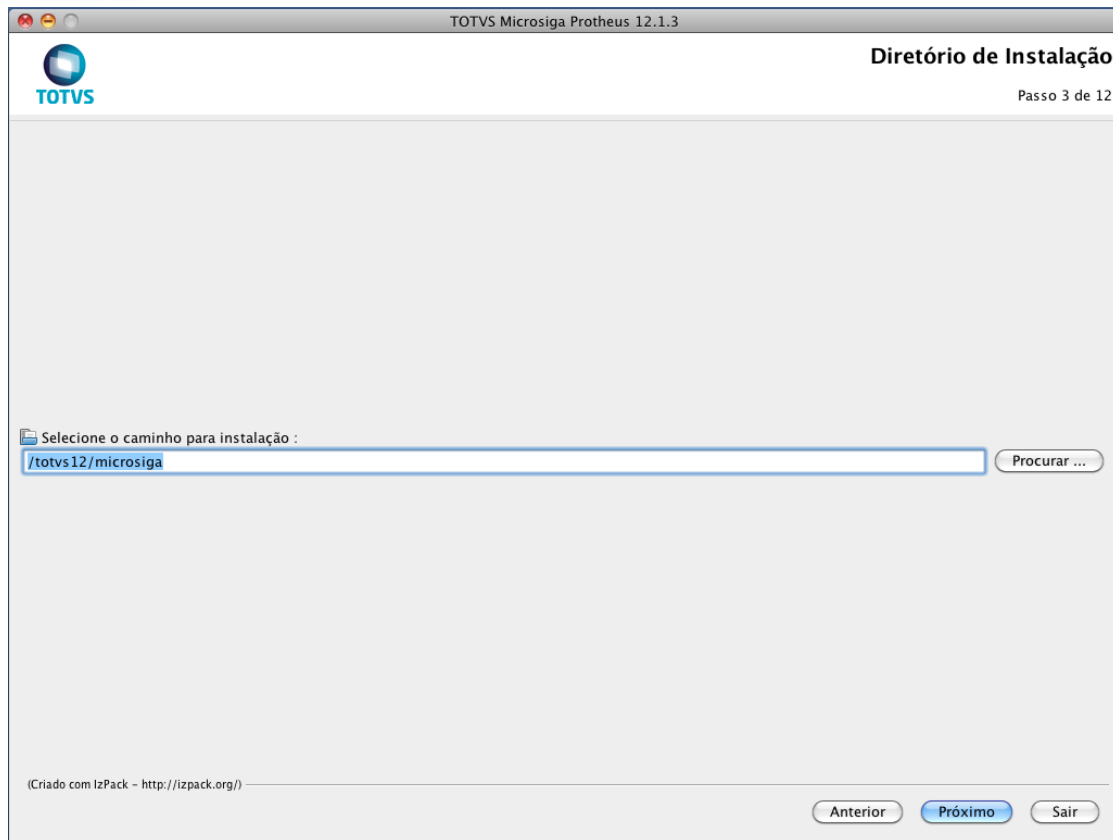 TOTVS Microsiga Protheus 12.1.3
TOTVS
Diretório de Instalação
Passo 3 de 12
Selecione o caminho para instalação :
/totvs12/microsiga
Procurar ...
(Criado com IzPack - http://izpack.org/)
Anterior
Próximo
Sair